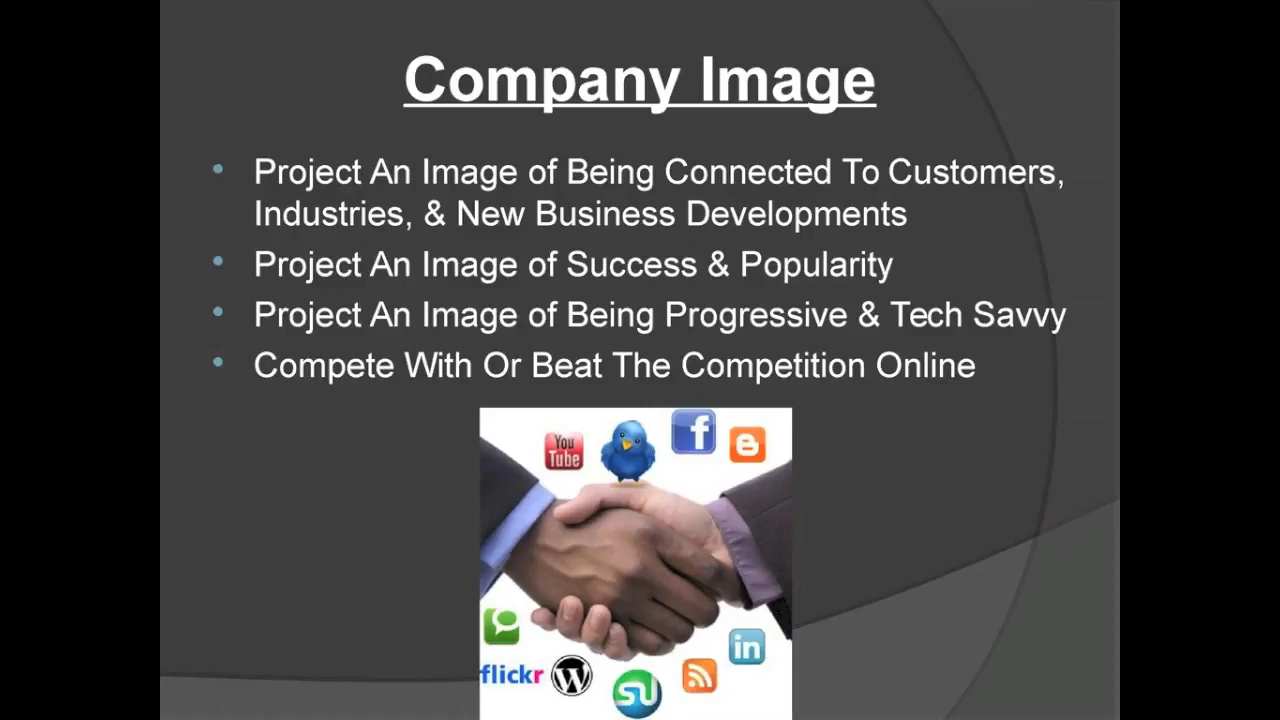 Company Image
• Project An Image of Being Connected To Customers,
Industries, & New Business Developments
• Project An Image of Success & Popularity
• Project An Image of Being Progressive & Tech Savvy
• Compete With Or Beat The Competition Online
You
Tube
f
in
flickr
W
SU